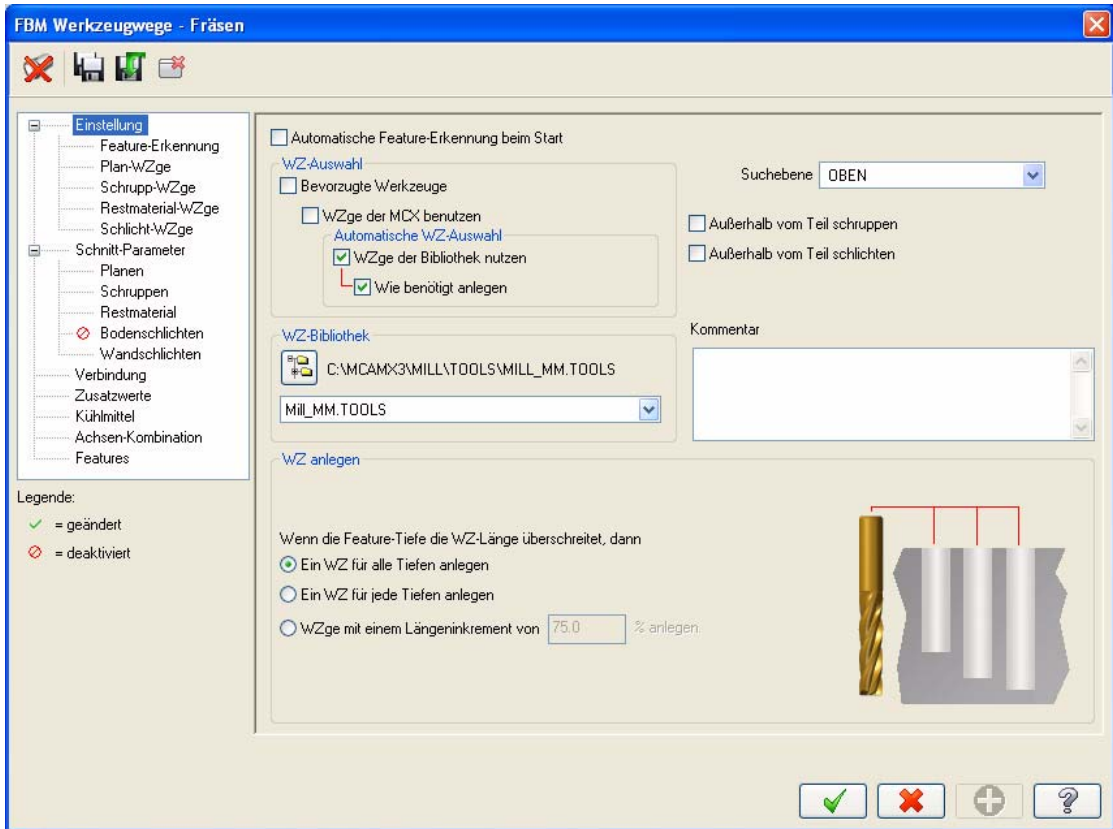 FBM Werkzeugwege - Fräsen
Einstellung
Feature-Erkennung
Plan-WZge
Schrupp-WZge
Restmaterial-WZge
Schlicht-WZge
Schnitt-Parameter
Planen
Schruppen
Restmaterial
Bodenschlichten
Wandschlichten
Verbindung
Zusatzwerte
Kühlmittel
Achsen-Kombination
Features
Legende:
= geändert
= deaktiviert
Automatische Feature-Erkennung beim Start
WZ-Auswahl
Bevorzugte Werkzeuge
WZge der MCX benutzen
Automatische WZ-Auswahl
WZge der Bibliothek nutzen
Wie benötigt anlegen
Suchebene OBEN
Außerhalb vom Teil schruppen
Außerhalb vom Teil schlichten
WZ-Bibliothek
C:\MCAMX3\MILL\TOOLS\MILL_MM.TOOLS
Mill_MM.TOOLS
Kommentar
WZ anlegen
Wenn die Feature-Tiefe die WZ-Länge überschreitet, dann
Ein WZ für alle Tiefen anlegen
Ein WZ für jede Tiefen anlegen
WZge mit einem Längeninkrement von 75.0 % anlegen.